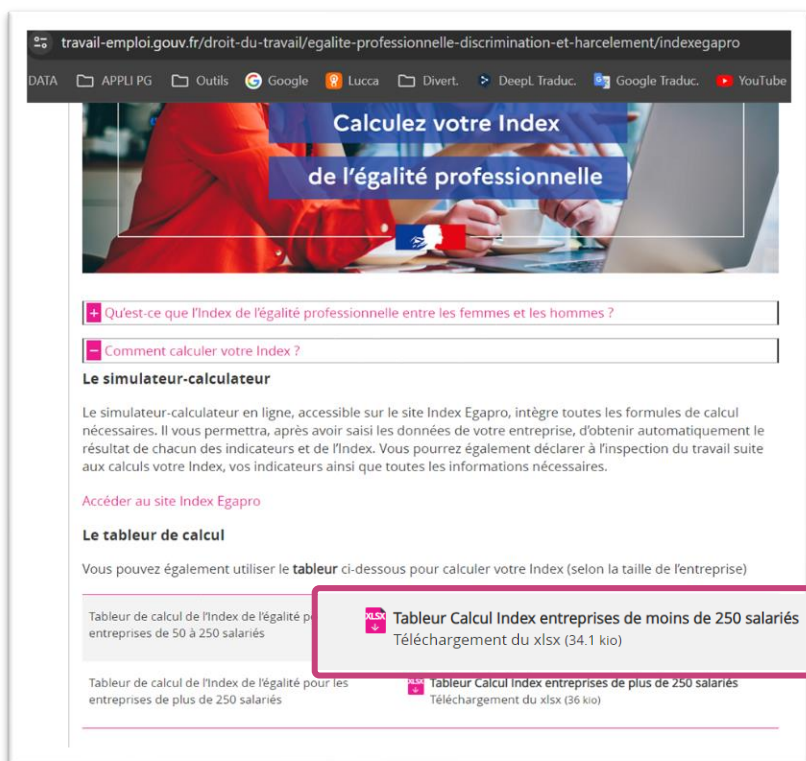 travail-emploi.gouv.fr/droit-du-travail/egalite-professionnelle-discrimination-et-harcelement/indexegapro
DATA APPLI PG Outils Google Lucca Divert. DeepL Traduc. Google Traduc. YouTube
Calculez votre Index
de l'égalité professionnelle
+ Qu'est-ce que l'Index de l'égalité professionnelle entre les femmes et les hommes ?
− Comment calculer votre Index ?
Le simulateur-calculateur
Le simulateur-calculateur en ligne, accessible sur le site Index Egapro, intègre toutes les formules de calcul
nécessaires. Il vous permettra, après avoir saisi les données de votre entreprise, d'obtenir automatiquement le
résultat de chacun des indicateurs et de l'Index. Vous pourrez également déclarer à l'inspection du travail suite
aux calculs votre Index, vos indicateurs ainsi que toutes les informations nécessaires.
Accéder au site Index Egapro
Le tableur de calcul
Vous pouvez également utiliser le tableur ci-dessous pour calculer votre Index (selon la taille de l'entreprise)
Tableur de calcul de l'Index de l'égalité po
entreprises de 50 à 250 salariés
XLSX
Tableur Calcul Index entreprises de moins de 250 salariés
Téléchargement du xlsx (34.1 kio)
Tableur de calcul de l'Index de l'égalité pour les
entreprises de plus de 250 salariés
XLSX
Tableur Calcul Index entreprises de plus de 250 salariés
Téléchargement du xlsx (36 kio)